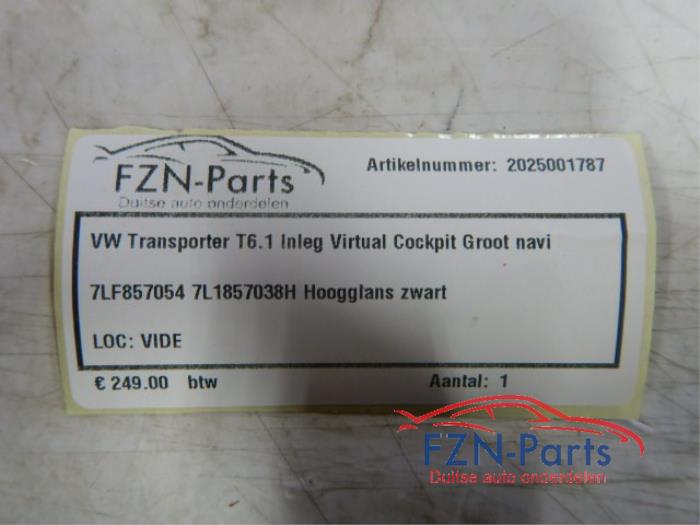 FZN-Parts
Duitse auto onderdelen
Artikelnummer: 2025001787
VW Transporter T6.1 Inleg Virtual Cockpit Groot navi
7LF857054 7L1857038H Hoogglans zwart
LOC: VIDE
€ 249.00 btw
Aantal: 1
FZN-Parts
Duitse auto onderdelen